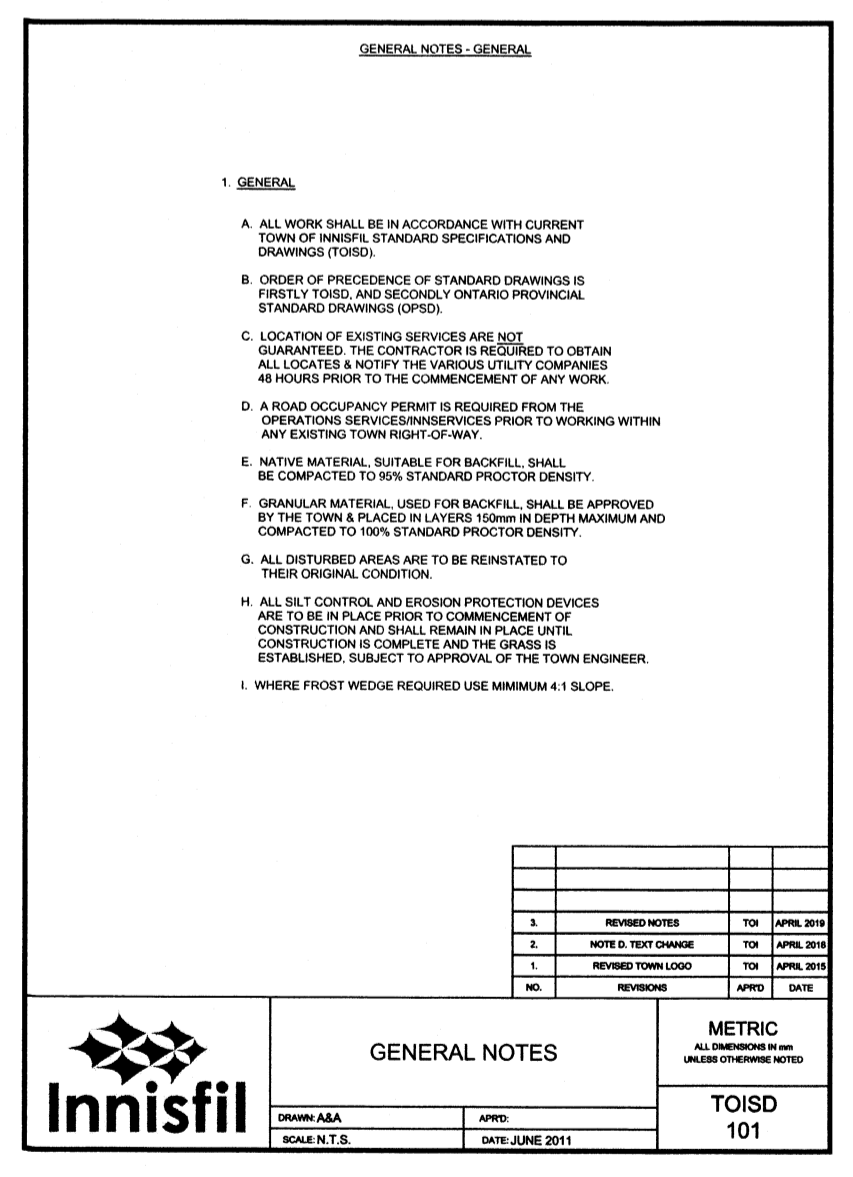 GENERAL NOTES - GENERAL
1. GENERAL
A. ALL WORK SHALL BE IN ACCORDANCE WITH CURRENT
TOWN OF INNISFIL STANDARD SPECIFICATIONS AND
DRAWINGS (TOISD).
B. ORDER OF PRECEDENCE OF STANDARD DRAWINGS IS
FIRSTLY TOISD, AND SECONDLY ONTARIO PROVINCIAL
STANDARD DRAWINGS (OPSD).
C. LOCATION OF EXISTING SERVICES ARE NOT
GUARANTEED. THE CONTRACTOR IS REQUIRED TO OBTAIN
ALL LOCATES & NOTIFY THE VARIOUS UTILITY COMPANIES
48 HOURS PRIOR TO THE COMMENCEMENT OF ANY WORK.
D. A ROAD OCCUPANCY PERMIT IS REQUIRED FROM THE
OPERATIONS SERVICES/INNSERVICES PRIOR TO WORKING WITHIN
ANY EXISTING TOWN RIGHT-OF-WAY.
E. NATIVE MATERIAL, SUITABLE FOR BACKFILL, SHALL
BE COMPACTED TO 95% STANDARD PROCTOR DENSITY.
F. GRANULAR MATERIAL, USED FOR BACKFILL, SHALL BE APPROVED
BY THE TOWN & PLACED IN LAYERS 150mm IN DEPTH MAXIMUM AND
COMPACTED TO 100% STANDARD PROCTOR DENSITY.
G. ALL DISTURBED AREAS ARE TO BE REINSTATED TO
THEIR ORIGINAL CONDITION.
H. ALL SILT CONTROL AND EROSION PROTECTION DEVICES
ARE TO BE IN PLACE PRIOR TO COMMENCEMENT OF
CONSTRUCTION AND SHALL REMAIN IN PLACE UNTIL
CONSTRUCTION IS COMPLETE AND THE GRASS IS
ESTABLISHED, SUBJECT TO APPROVAL OF THE TOWN ENGINEER.
I. WHERE FROST WEDGE REQUIRED USE MIMIMUM 4:1 SLOPE.
3. REVISED NOTES TOI APRIL 2019
2. NOTE D. TEXT CHANGE TOI APRIL 2018
1. REVISED TOWN LOGO TOI APRIL 2015
NO. REVISIONS APR'D DATE
Innisfil
GENERAL NOTES
DRAWN: A&A APR'D:
SCALE: N.T.S. DATE: JUNE 2011
METRIC
ALL DIMENSIONS IN mm
UNLESS OTHERWISE NOTED
TOISD
101